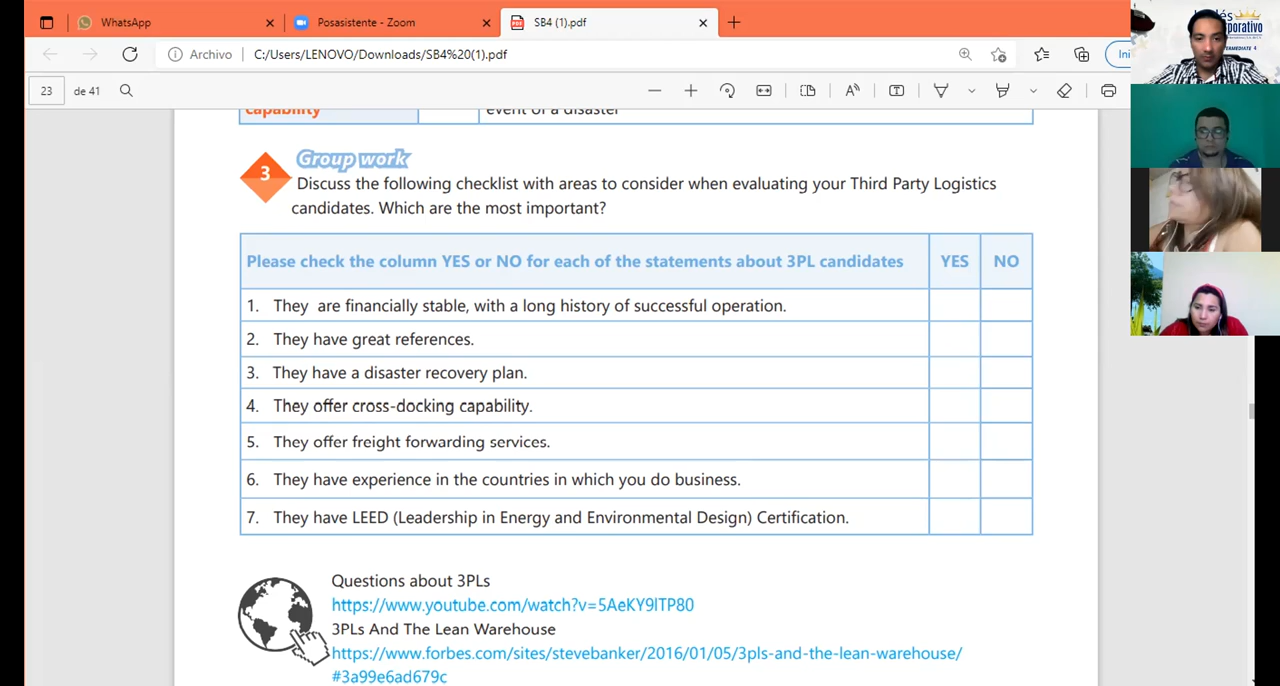 WhatsApp
Posasistente - Zoom
SB4 (1).pdf
Archivo
C:/Users/LENOVO/Downloads/SB4%20(1).pdf
23
de 41
capability
event of a disaster
3
Group work
Discuss the following checklist with areas to consider when evaluating your Third Party Logistics
candidates. Which are the most important?
Please check the column YES or NO for each of the statements about 3PL candidates
YES
NO
1. They are financially stable, with a long history of successful operation.
2. They have great references.
3. They have a disaster recovery plan.
4. They offer cross-docking capability.
5. They offer freight forwarding services.
6. They have experience in the countries in which you do business.
7. They have LEED (Leadership in Energy and Environmental Design) Certification.
Questions about 3PLs
https://www.youtube.com/watch?v=5AeKY9lTP80
3PLs And The Lean Warehouse
https://www.forbes.com/sites/stevebanker/2016/01/05/3pls-and-the-lean-warehouse/
#3a99e6ad679c